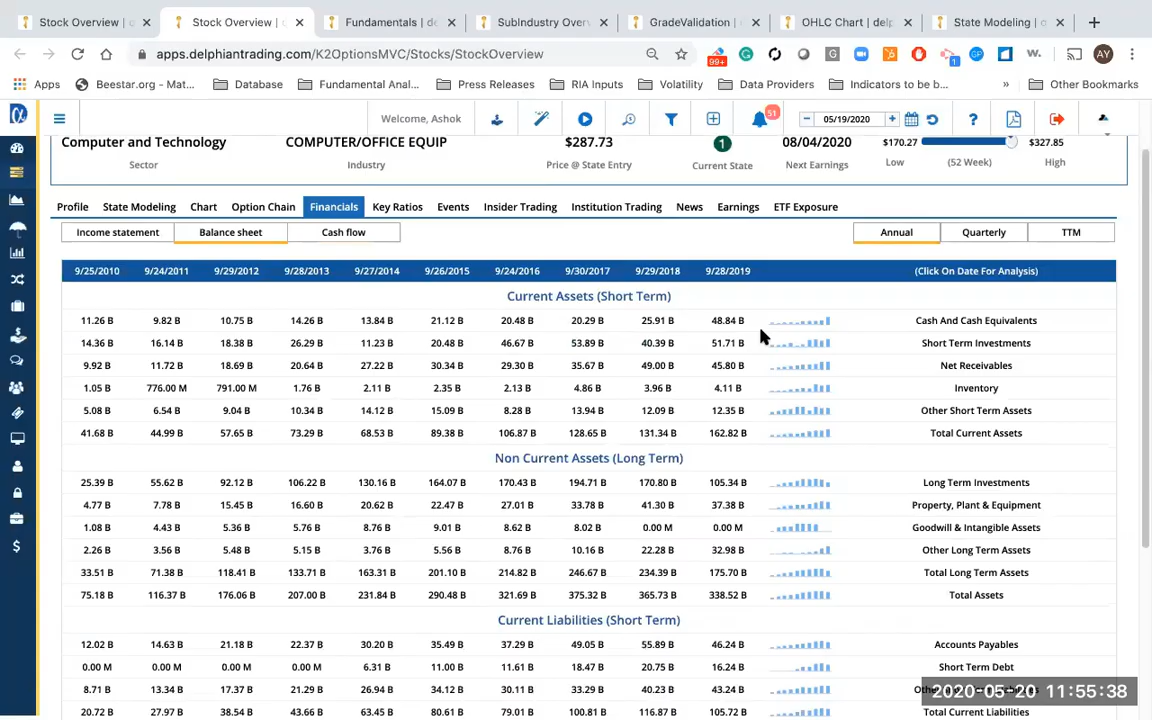 Stock Overview | o
Stock Overview | o
Fundamentals | de
SubIndustry Over
GradeValidation |
OHLC Chart | delp
State Modeling | o
apps.delphiantrading.com/K2OptionsMVC/Stocks/StockOverview
99+
1
GP
W.
AY
Apps
Beestar.org - Mat...
Database
Fundamental Anal...
Press Releases
RIA Inputs
Volatility
Data Providers
Indicators to be b...
»
Other Bookmarks
Welcome, Ashok
51
05/19/2020
Computer and Technology
COMPUTER/OFFICE EQUIP
$287.73
1
08/04/2020
$170.27
$327.85
Sector
Industry
Price @ State Entry
Current State
Next Earnings
Low
(52 Week)
High
Profile State Modeling Chart Option Chain Financials Key Ratios Events Insider Trading Institution Trading News Earnings ETF Exposure
Income statement Balance sheet Cash flow Annual Quarterly TTM
9/25/2010 9/24/2011 9/29/2012 9/28/2013 9/27/2014 9/26/2015 9/24/2016 9/30/2017 9/29/2018 9/28/2019 (Click On Date For Analysis)
Current Assets (Short Term)
11.26 B 9.82 B 10.75 B 14.26 B 13.84 B 21.12 B 20.48 B 20.29 B 25.91 B 48.84 B Cash And Cash Equivalents
14.36 B 16.14 B 18.38 B 26.29 B 11.23 B 20.48 B 46.67 B 53.89 B 40.39 B 51.71 B Short Term Investments
9.92 B 11.72 B 18.69 B 20.64 B 27.22 B 30.34 B 29.30 B 35.67 B 49.00 B 45.80 B Net Receivables
1.05 B 776.00 M 791.00 M 1.76 B 2.11 B 2.35 B 2.13 B 4.86 B 3.96 B 4.11 B Inventory
5.08 B 6.54 B 9.04 B 10.34 B 14.12 B 15.09 B 8.28 B 13.94 B 12.09 B 12.35 B Other Short Term Assets
41.68 B 44.99 B 57.65 B 73.29 B 68.53 B 89.38 B 106.87 B 128.65 B 131.34 B 162.82 B Total Current Assets
Non Current Assets (Long Term)
25.39 B 55.62 B 92.12 B 106.22 B 130.16 B 164.07 B 170.43 B 194.71 B 170.80 B 105.34 B Long Term Investments
4.77 B 7.78 B 15.45 B 16.60 B 20.62 B 22.47 B 27.01 B 33.78 B 41.30 B 37.38 B Property, Plant & Equipment
1.08 B 4.43 B 5.36 B 5.76 B 8.76 B 9.01 B 8.62 B 8.02 B 0.00 M 0.00 M Goodwill & Intangible Assets
2.26 B 3.56 B 5.48 B 5.15 B 3.76 B 5.56 B 8.76 B 10.16 B 22.28 B 32.98 B Other Long Term Assets
33.51 B 71.38 B 118.41 B 133.71 B 163.31 B 201.10 B 214.82 B 246.67 B 234.39 B 175.70 B Total Long Term Assets
75.18 B 116.37 B 176.06 B 207.00 B 231.84 B 290.48 B 321.69 B 375.32 B 365.73 B 338.52 B Total Assets
Current Liabilities (Short Term)
12.02 B 14.63 B 21.18 B 22.37 B 30.20 B 35.49 B 37.29 B 49.05 B 55.89 B 46.24 B Accounts Payables
0.00 M 0.00 M 0.00 M 0.00 M 6.31 B 11.00 B 11.61 B 18.47 B 20.75 B 16.24 B Short Term Debt
8.71 B 13.34 B 17.37 B 21.29 B 26.94 B 34.12 B 30.11 B 33.29 B 40.23 B 43.24 B
2020-05-20 11:55:38
20.72 B 27.97 B 38.54 B 43.66 B 63.45 B 80.61 B 79.01 B 100.81 B 116.87 B 105.72 B Total Current Liabilities